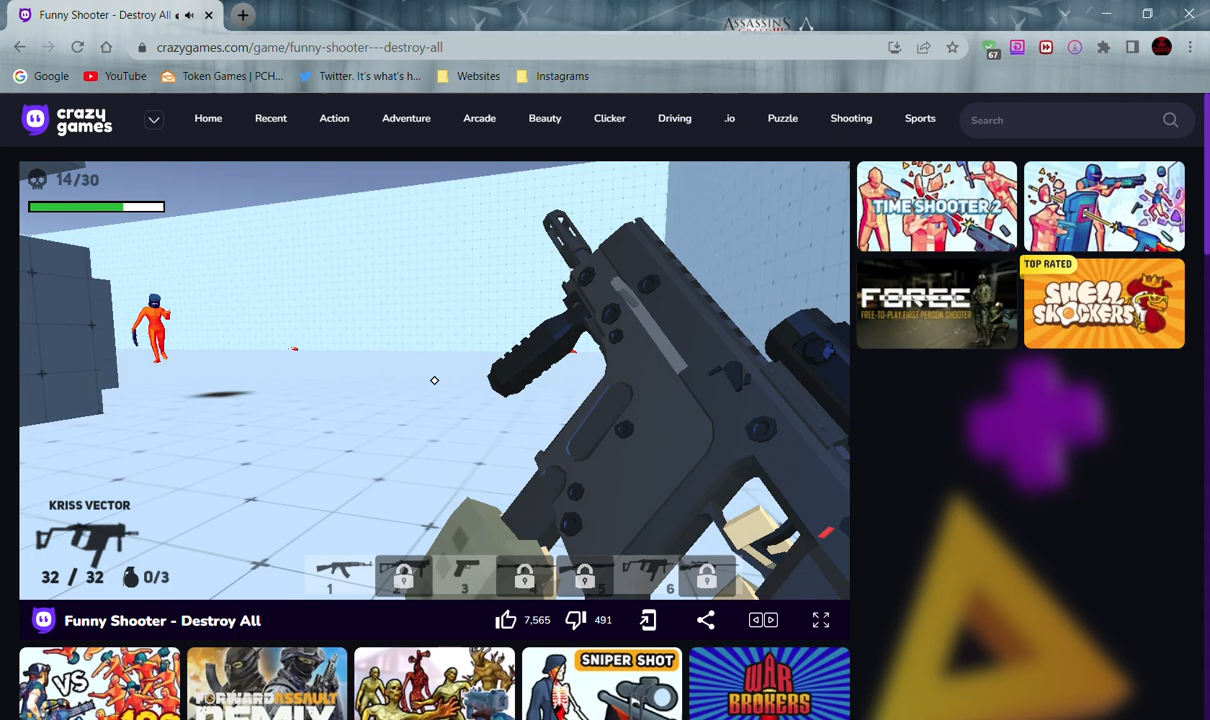 ASSASSINS
Funny Shooter - Destroy All
crazygames.com/game/funny-shooter---destroy-all
67
Google
YouTube
Token Games | PCH...
Twitter. It's what's h...
Websites
Instagrams
crazy
games
Home
Recent
Action
Adventure
Arcade
Beauty
Clicker
Driving
.io
Puzzle
Shooting
Sports
Search
14/30
TIME SHOOTER 2
TOP RATED
FREE-TO-PLAY FIRST PERSON SHOOTER
SHELL
SHOCKERS
KRISS VECTOR
32 / 32
0/3
1
2
3
4
5
6
Funny Shooter - Destroy All
7,565
491
VS
FORWARD ASSAULT
REMIX
SNIPER SHOT
WAR
BROKERS